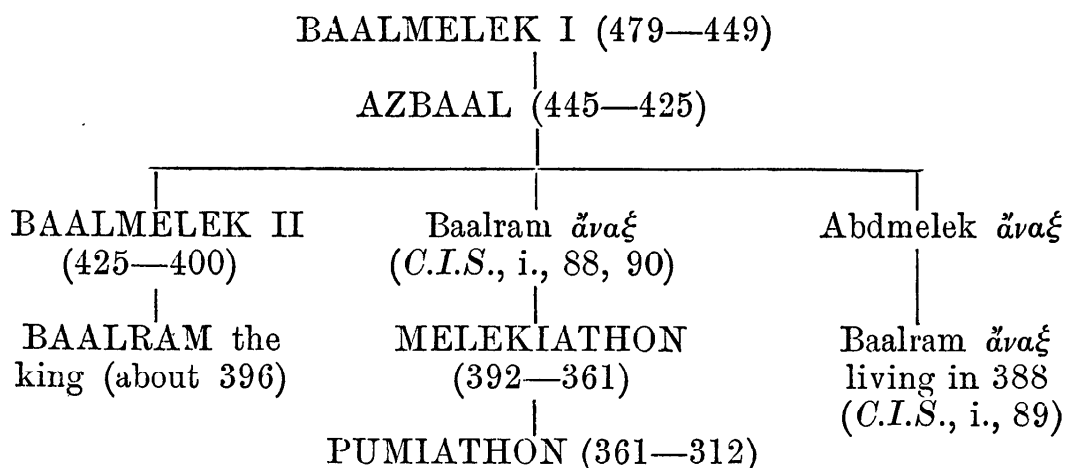 BAALMELEK I (479—449)
AZBAAL (445—425)
BAALMELEK II
(425—400)
Baalram ἄναξ
(C.I.S., i., 88, 90)
Abdmelek ἄναξ
BAALRAM the
king (about 396)
MELEKIATHON
(392—361)
Baalram ἄναξ
living in 388
(C.I.S., i., 89)
PUMIATHON (361—312)